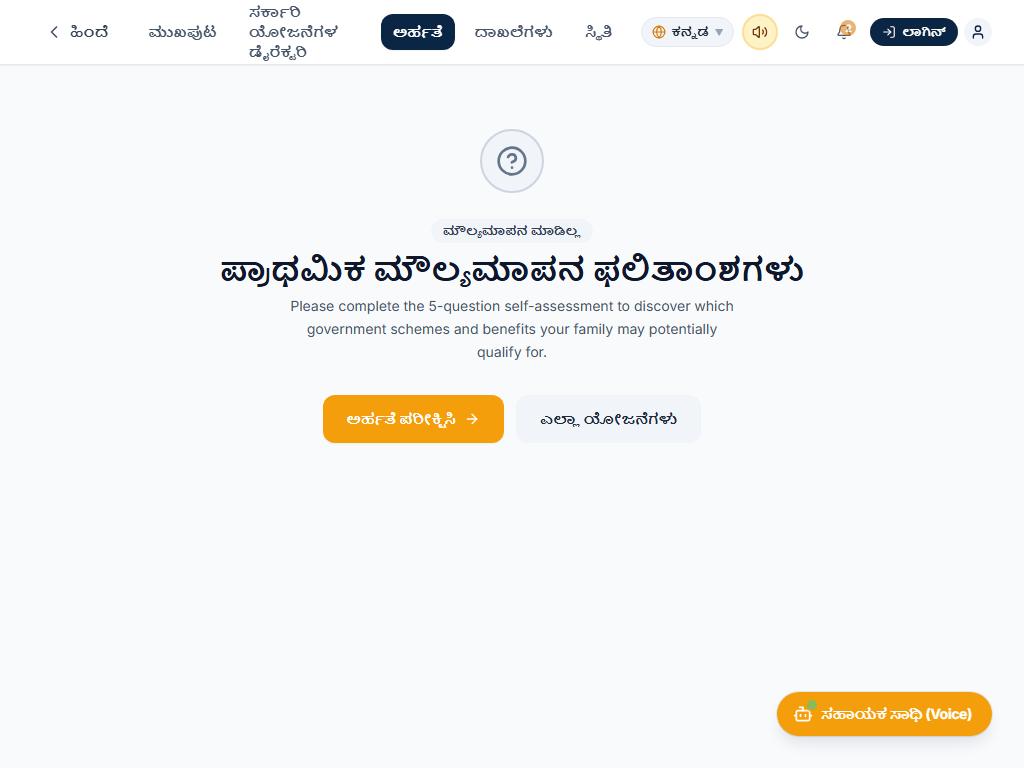 ಹಿಂದೆ
ಮುಖಪುಟ
ಸರ್ಕಾರಿ
ಯೋಜನೆಗಳ
ಡೈರೆಕ್ಟರಿ
ಅರ್ಹತೆ
ದಾಖಲೆಗಳು
ಸ್ಥಿತಿ
ಕನ್ನಡ
ಲಾಗಿನ್
ಮೌಲ್ಯಮಾಪನ ಮಾಡಿಲ್ಲ
ಪ್ರಾಥಮಿಕ ಮೌಲ್ಯಮಾಪನ ಫಲಿತಾಂಶಗಳು
Please complete the 5-question self-assessment to discover which
government schemes and benefits your family may potentially
qualify for.
ಅರ್ಹತೆ ಪರೀಕ್ಷಿಸಿ
ಎಲ್ಲಾ ಯೋಜನೆಗಳು
ಸಹಾಯಕ ಸಾಥಿ (Voice)